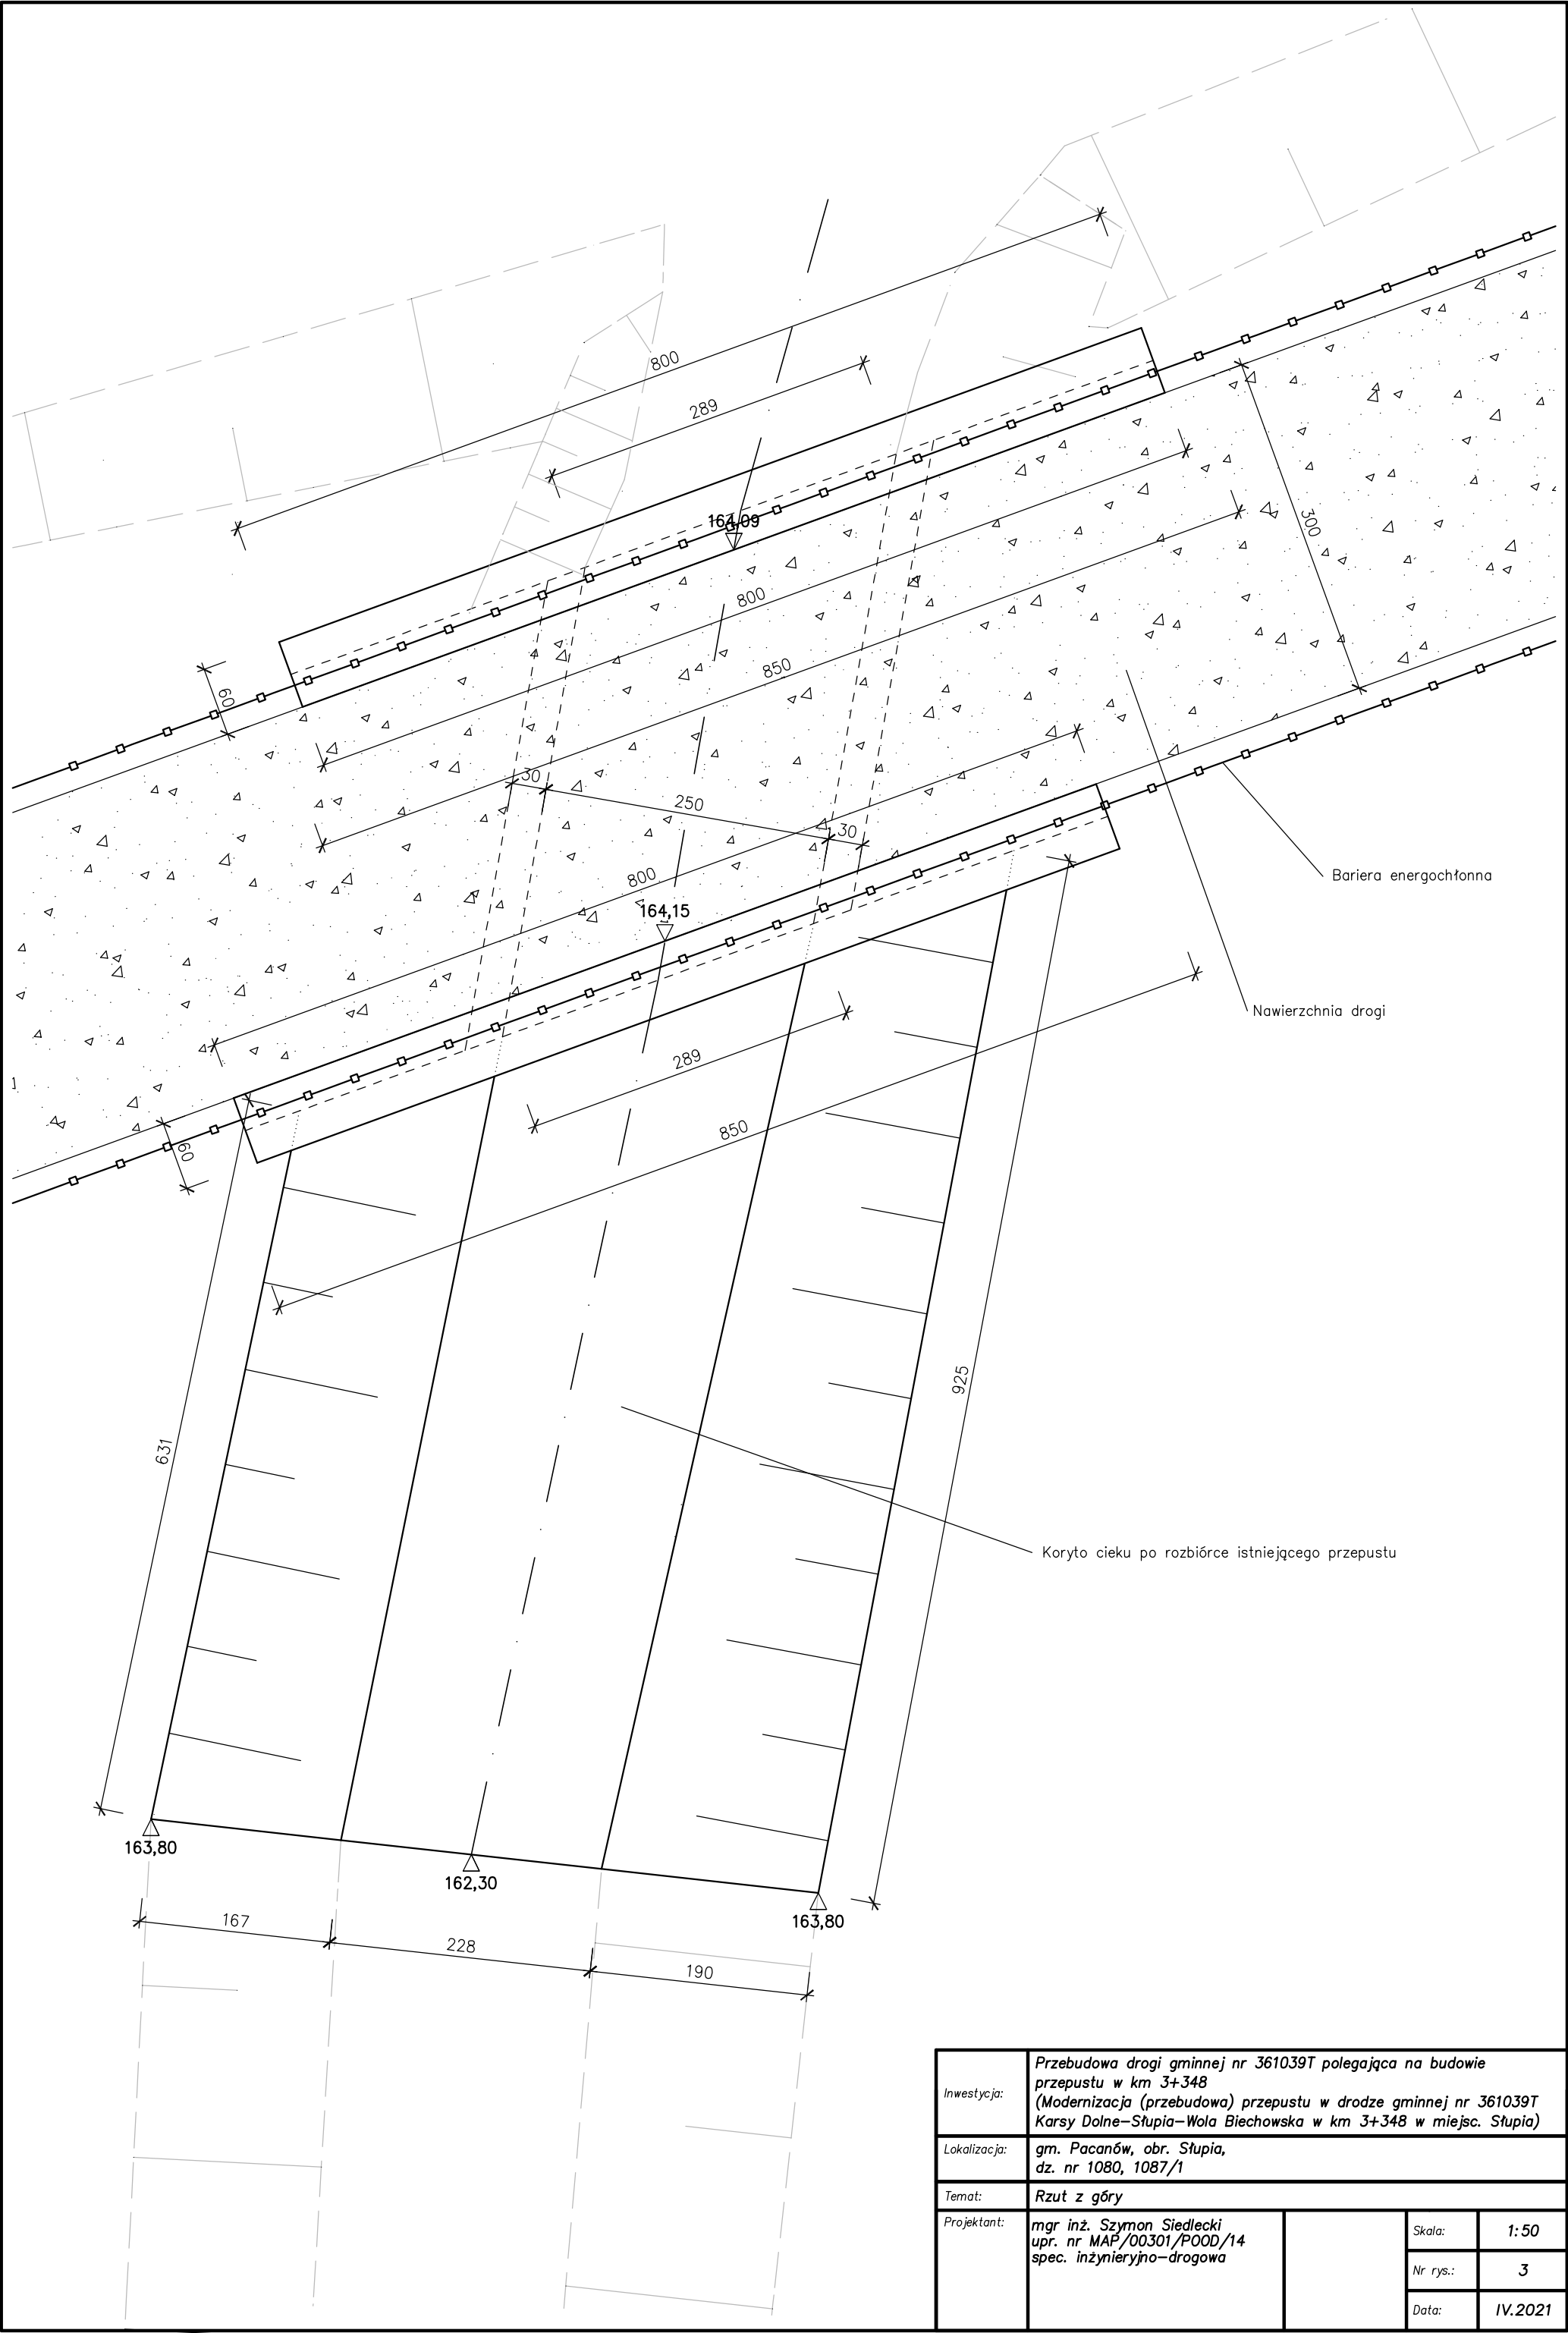 800
289
164,09
800
300
850
60
30
250
30
800
164,15
Bariera energochłonna
Nawierzchnia drogi
289
1
850
60
925
631
Koryto cieku po rozbiórce istniejącego przepustu
163,80
162,30
163,80
167
228
190
Inwestycja:
Przebudowa drogi gminnej nr 361039T polegająca na budowie
przepustu w km 3+348
(Modernizacja (przebudowa) przepustu w drodze gminnej nr 361039T
Karsy Dolne-Słupia-Wola Biechowska w km 3+348 w miejsc. Słupia)
Lokalizacja:
gm. Pacanów, obr. Słupia,
dz. nr 1080, 1087/1
Temat:
Rzut z góry
Projektant:
mgr inż. Szymon Siedlecki
upr. nr MAP/00301/POOD/14
spec. inżynieryjno-drogowa
Skala:
1:50
Nr rys.:
3
Data:
IV.2021